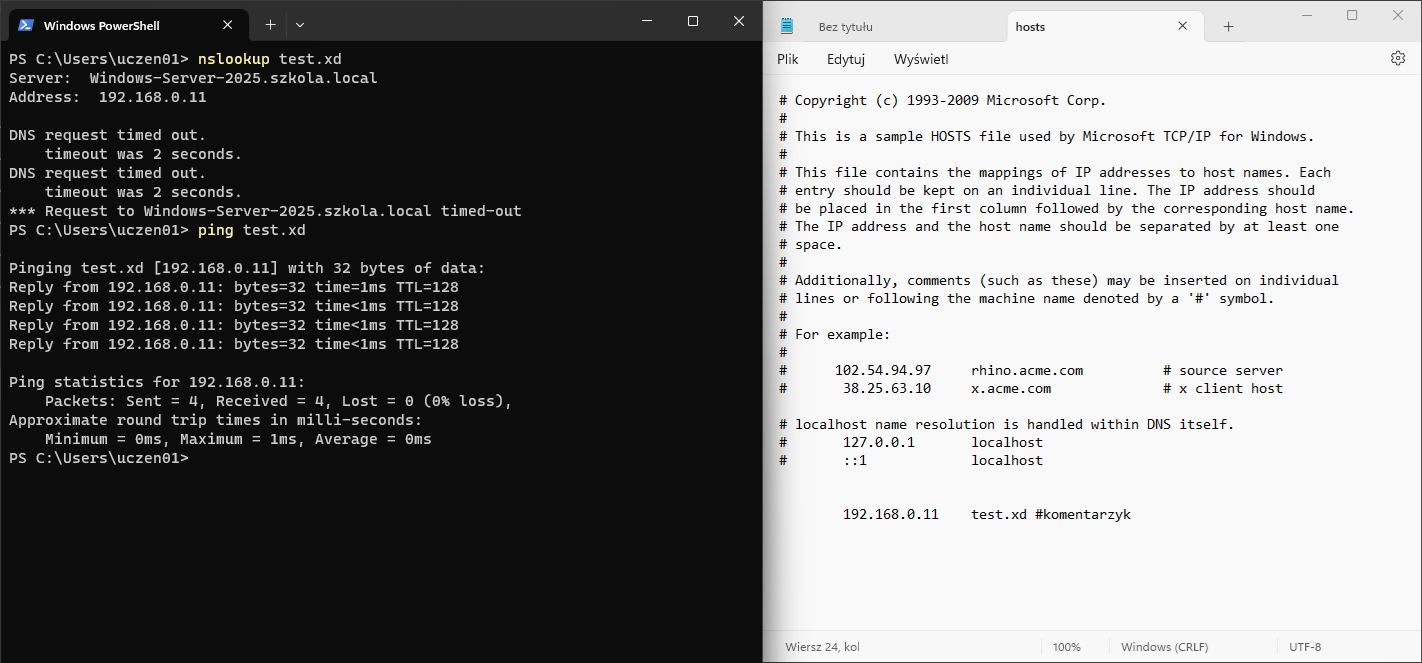 Windows PowerShell
PS C:\Users\uczen01> nslookup test.xd
Server:  Windows-Server-2025.szkola.local
Address:  192.168.0.11
DNS request timed out.
    timeout was 2 seconds.
DNS request timed out.
    timeout was 2 seconds.
*** Request to Windows-Server-2025.szkola.local timed-out
PS C:\Users\uczen01> ping test.xd
Pinging test.xd [192.168.0.11] with 32 bytes of data:
Reply from 192.168.0.11: bytes=32 time=1ms TTL=128
Reply from 192.168.0.11: bytes=32 time<1ms TTL=128
Reply from 192.168.0.11: bytes=32 time<1ms TTL=128
Reply from 192.168.0.11: bytes=32 time<1ms TTL=128
Ping statistics for 192.168.0.11:
    Packets: Sent = 4, Received = 4, Lost = 0 (0% loss),
Approximate round trip times in milli-seconds:
    Minimum = 0ms, Maximum = 1ms, Average = 0ms
PS C:\Users\uczen01>
Bez tytułu
hosts
Plik Edytuj Wyświetl
# Copyright (c) 1993-2009 Microsoft Corp.
#
# This is a sample HOSTS file used by Microsoft TCP/IP for Windows.
#
# This file contains the mappings of IP addresses to host names. Each
# entry should be kept on an individual line. The IP address should
# be placed in the first column followed by the corresponding host name.
# The IP address and the host name should be separated by at least one
# space.
#
# Additionally, comments (such as these) may be inserted on individual
# lines or following the machine name denoted by a '#' symbol.
#
# For example:
#
#      102.54.94.97     rhino.acme.com          # source server
#       38.25.63.10     x.acme.com              # x client host
# localhost name resolution is handled within DNS itself.
#       127.0.0.1       localhost
#       ::1             localhost
        192.168.0.11    test.xd #komentarzyk
Wiersz 24, kol
100%
Windows (CRLF)
UTF-8